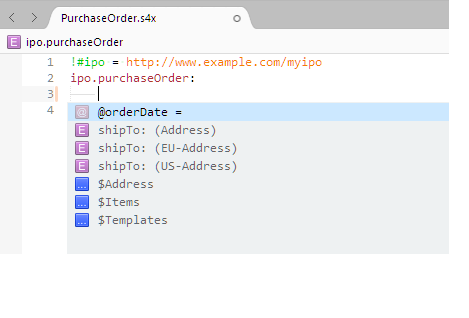 PurchaseOrder.s4x
E ipo.purchaseOrder
1 !#ipo = http://www.example.com/myipo
2 ipo.purchaseOrder:
3
4
@ @orderDate =
E shipTo: (Address)
E shipTo: (EU-Address)
E shipTo: (US-Address)
... $Address
... $Items
... $Templates